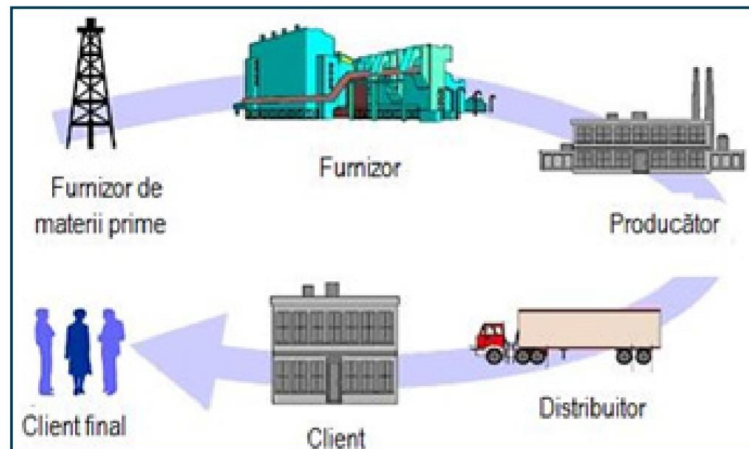 Furnizor de
materii prime
Furnizor
Producător
Client final
Client
Distribuitor